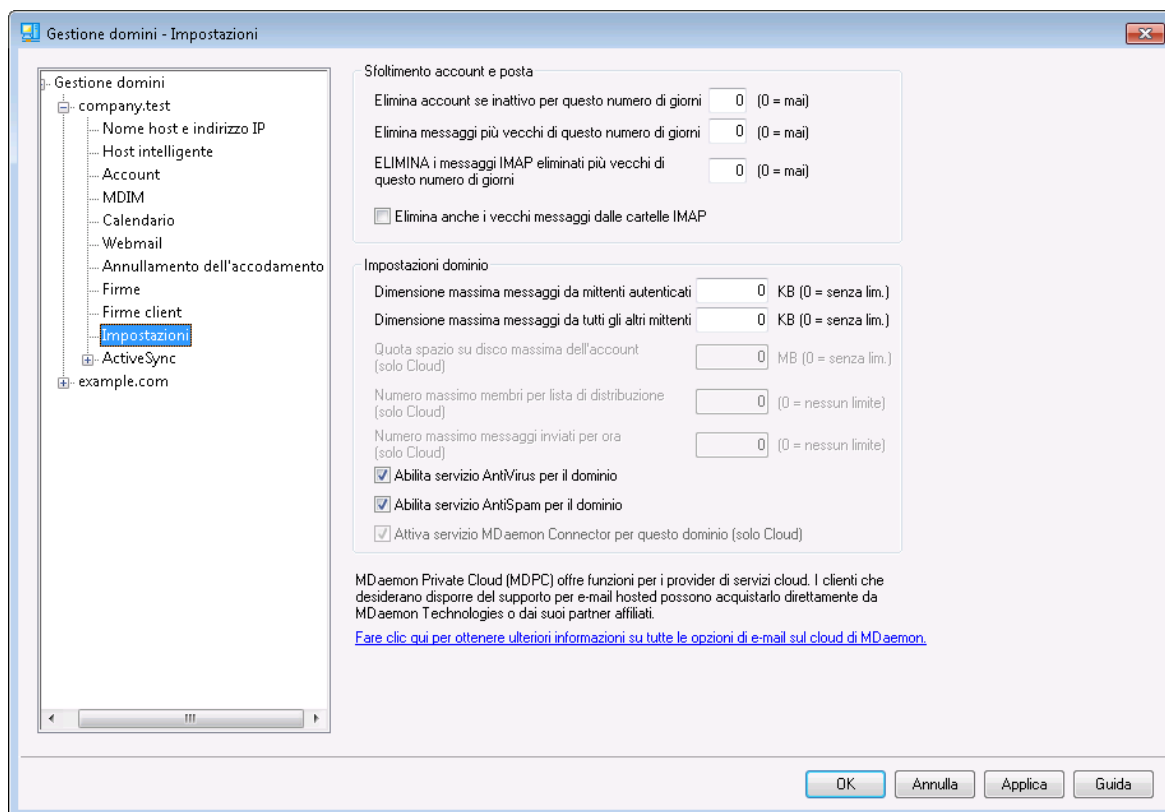 Gestione domini - Impostazioni
Gestione domini
company.test
Nome host e indirizzo IP
Host intelligente
Account
MDIM
Calendario
Webmail
Annullamento dell'accodamento
Firme
Firme client
Impostazioni
ActiveSync
example.com
Sfoltimento account e posta
Elimina account se inattivo per questo numero di giorni 0 (0 = mai)
Elimina messaggi più vecchi di questo numero di giorni 0 (0 = mai)
ELIMINA i messaggi IMAP eliminati più vecchi di
questo numero di giorni 0 (0 = mai)
Elimina anche i vecchi messaggi dalle cartelle IMAP
Impostazioni dominio
Dimensione massima messaggi da mittenti autenticati 0 KB (0 = senza lim.)
Dimensione massima messaggi da tutti gli altri mittenti 0 KB (0 = senza lim.)
Quota spazio su disco massima dell'account
(solo Cloud) 0 MB (0 = senza lim.)
Numero massimo membri per lista di distribuzione
(solo Cloud) 0 (0 = nessun limite)
Numero massimo messaggi inviati per ora
(solo Cloud) 0 (0 = nessun limite)
Abilita servizio AntiVirus per il dominio
Abilita servizio AntiSpam per il dominio
Attiva servizio MDaemon Connector per questo dominio (solo Cloud)
MDaemon Private Cloud (MDPC) offre funzioni per i provider di servizi cloud. I clienti che
desiderano disporre del supporto per e-mail hosted possono acquistarlo direttamente da
MDaemon Technologies o dai suoi partner affiliati.
Fare clic qui per ottenere ulteriori informazioni su tutte le opzioni di e-mail sul cloud di MDaemon.
OK Annulla Applica Guida